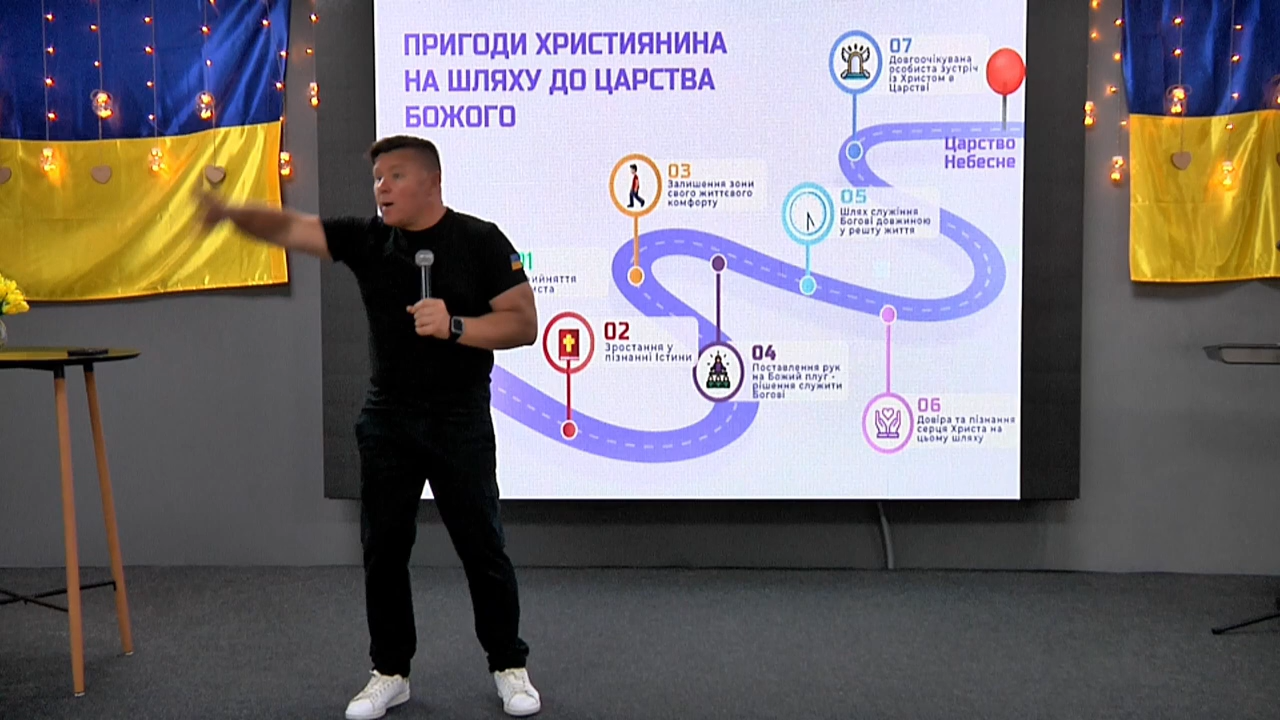 ПРИГОДИ ХРИСТИЯНИНА
НА ШЛЯХУ ДО ЦАРСТВА
БОЖОГО
02
Зростання у
пізнанні Істини
03
Залишення зони
свого життєвого
комфорту
04
Поставлення рук
на Божий плуг -
рішення служити
Богові
05
Шлях служіння
Богові довжиною
у решту життя
06
Довіра та пізнання
серця Христа на
цьому шляху
07
Довгоочікувана
особиста зустріч
із Христом в
Царстві
Царство
Небесне